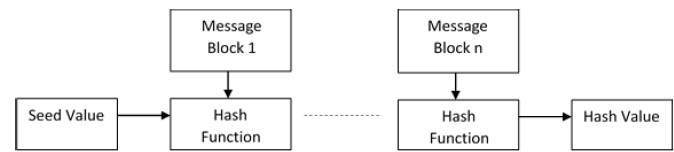 Message
Block 1
Message
Block n
Seed Value
Hash
Function
Hash
Function
Hash Value